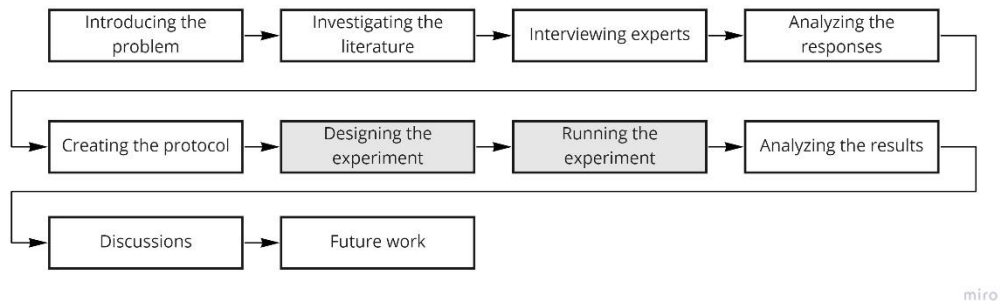 Introducing the
problem
Investigating the
literature
Interviewing experts
Analyzing the
responses
Creating the protocol
Designing the
experiment
Running the
experiment
Analyzing the results
Discussions
Future work
miro